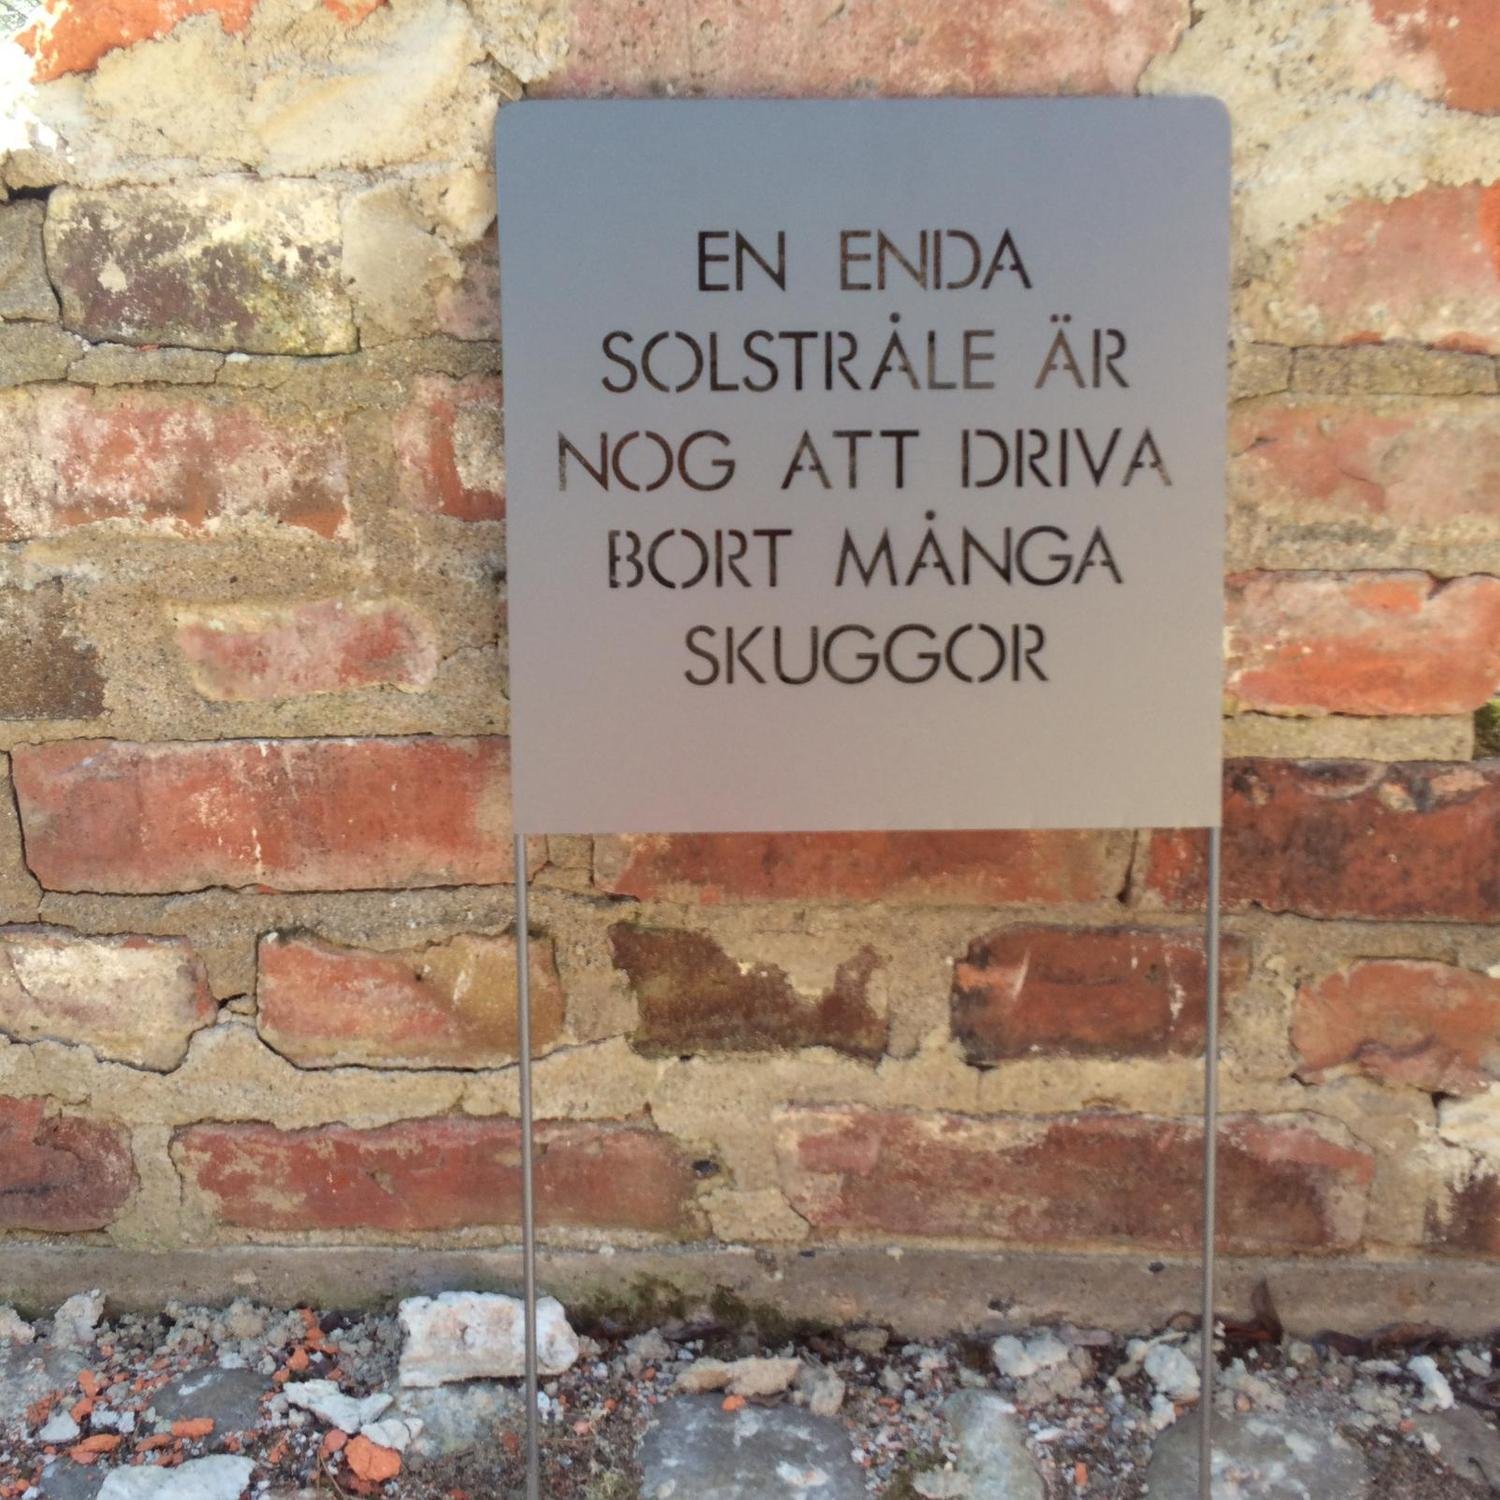 EN ENDA
SOLSTRÅLE ÄR
NOG ATT DRIVA
BORT MÅNGA
SKUGGOR